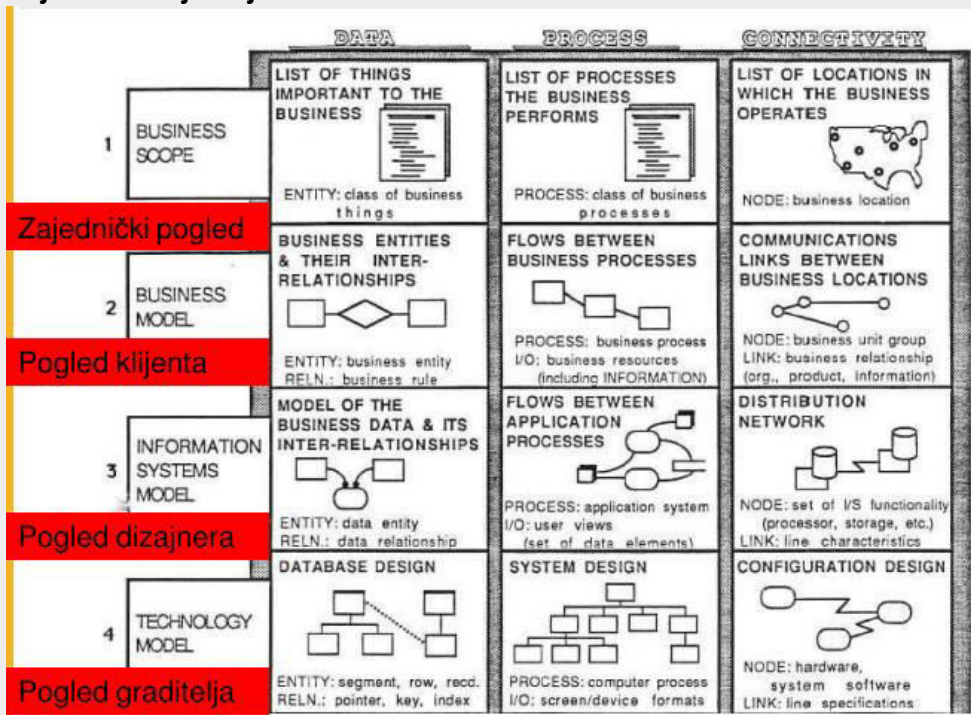 DATA
PROCESS
CONNECTIVITY
1
BUSINESS
SCOPE
LIST OF THINGS
IMPORTANT TO THE
BUSINESS
ENTITY: class of business
things
LIST OF PROCESSES
THE BUSINESS
PERFORMS
PROCESS: class of business
processes
LIST OF LOCATIONS IN
WHICH THE BUSINESS
OPERATES
NODE: business location
Zajednički pogled
2
BUSINESS
MODEL
BUSINESS ENTITIES
& THEIR INTER-
RELATIONSHIPS
ENTITY: business entity
RELN.: business rule
FLOWS BETWEEN
BUSINESS PROCESSES
PROCESS: business process
I/O: business resources
(including INFORMATION)
COMMUNICATIONS
LINKS BETWEEN
BUSINESS LOCATIONS
NODE: business unit group
LINK: business relationship
(org., product, information)
Pogled klijenta
3
INFORMATION
SYSTEMS
MODEL
MODEL OF THE
BUSINESS DATA & ITS
INTER-RELATIONSHIPS
ENTITY: data entity
RELN.: data relationship
FLOWS BETWEEN
APPLICATION
PROCESSES
PROCESS: application system
I/O: user views
(set of data elements)
DISTRIBUTION
NETWORK
NODE: set of I/S functionality
(processor, storage, etc.)
LINK: line characteristics
Pogled dizajnera
4
TECHNOLOGY
MODEL
DATABASE DESIGN
ENTITY: segment, row, recd.
RELN.: pointer, key, index
SYSTEM DESIGN
PROCESS: computer process
I/O: screen/device formats
CONFIGURATION DESIGN
NODE: hardware,
system software
LINK: line specifications
Pogled graditelja